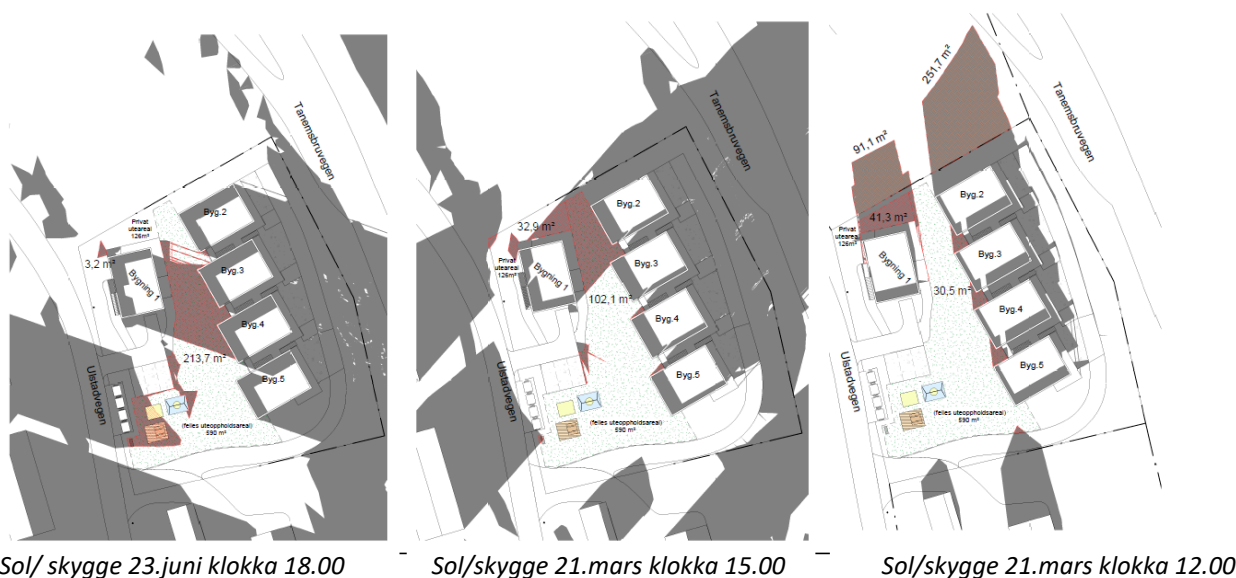 Tanemsbruvegen
Byg.2
Privat
uteareal
126m²
3,2 m²
Bygning 1
Byg.3
Byg.4
213,7 m²
Byg.5
Ulstadvegen
(felles uteoppholdsareal)
590 m²
Sol/ skygge 23.juni klokka 18.00
Tanemsbruvegen
Byg.2
32,9 m²
Privat
uteareal
126m²
Bygning 1
Byg.3
102,1 m²
Byg.4
Byg.5
Ulstadvegen
(felles uteoppholdsareal)
590 m²
Sol/skygge 21.mars klokka 15.00
251,7 m²
91,1 m²
Tanemsbruvegen
Byg.2
41,3 m²
Privat
uteareal
126m²
Bygning 1
Byg.3
30,5 m²
Byg.4
Byg.5
Ulstadvegen
(felles uteoppholdsareal)
590 m²
Sol/skygge 21.mars klokka 12.00